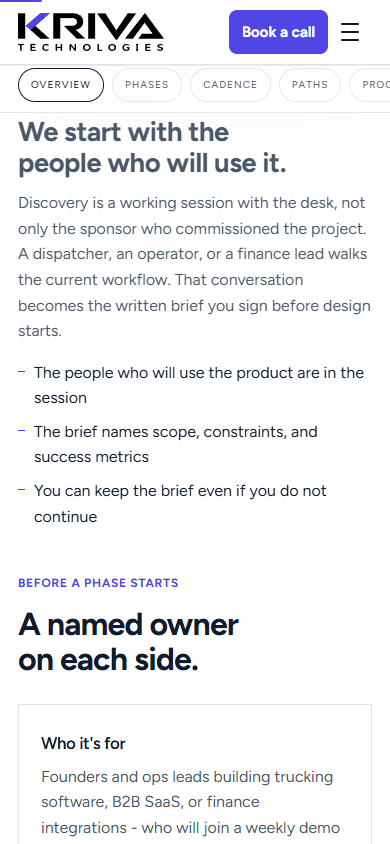 KRIVA
TECHNOLOGIES
Book a call
OVERVIEW
PHASES
CADENCE
PATHS
PROC
We start with the
people who will use it.
Discovery is a working session with the desk, not
only the sponsor who commissioned the project.
A dispatcher, an operator, or a finance lead walks
the current workflow. That conversation
becomes the written brief you sign before design
starts.
– The people who will use the product are in the
session
– The brief names scope, constraints, and
success metrics
– You can keep the brief even if you do not
continue
BEFORE A PHASE STARTS
A named owner
on each side.
Who it's for
Founders and ops leads building trucking
software, B2B SaaS, or finance
integrations - who will join a weekly demo